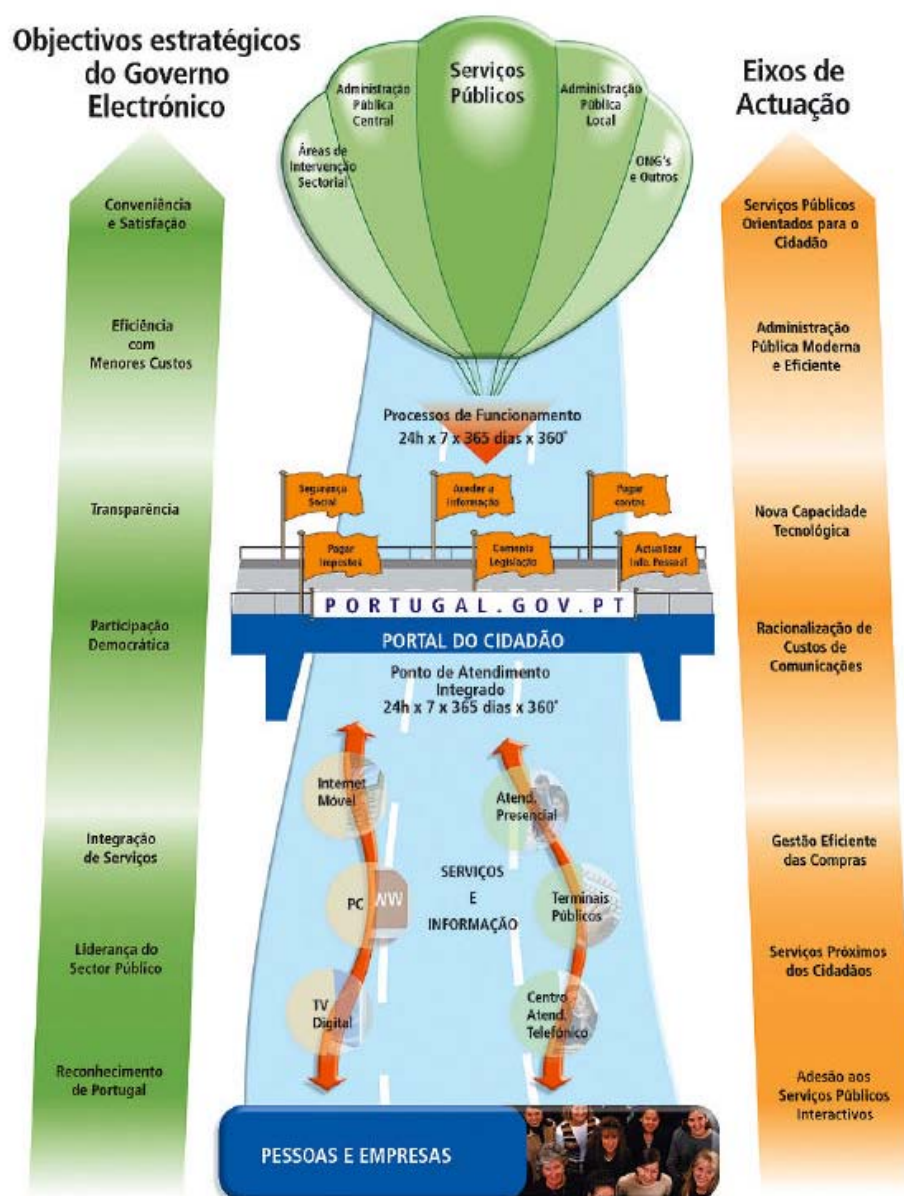 Objectivos estratégicos
do Governo
Electrónico
Conveniência
e Satisfação
Eficiência
com
Menores Custos
Transparência
Participação
Democrática
Integração
de Serviços
Liderança do
Sector Público
Reconhecimento
de Portugal
Serviços
Públicos
Administração
Pública
Central
Administração
Pública
Local
Áreas de
Intervenção
Sectorial
ONG's
e Outros
Processos de Funcionamento
24h x 7 x 365 dias x 360°
Segurança
Social
Aceder a
Informação
Pagar
contas
Pagar
Impostos
Comenta
Legislação
Actualizar
Info. Pessoal
PORTUGAL.GOV.PT
PORTAL DO CIDADÃO
Ponto de Atendimento
Integrado
24h x 7 x 365 dias x 360°
Internet
Móvel
Atend.
Presencial
PC
WW
SERVIÇOS
E
INFORMAÇÃO
Terminais
Públicos
TV
Digital
Centro
Atend.
Telefónico
PESSOAS E EMPRESAS
Eixos de
Actuação
Serviços Públicos
Orientados para o
Cidadão
Administração
Pública Moderna
e Eficiente
Nova Capacidade
Tecnológica
Racionalização de
Custos de
Comunicações
Gestão Eficiente
das Compras
Serviços Próximos
dos Cidadãos
Adesão aos
Serviços Públicos
Interactivos